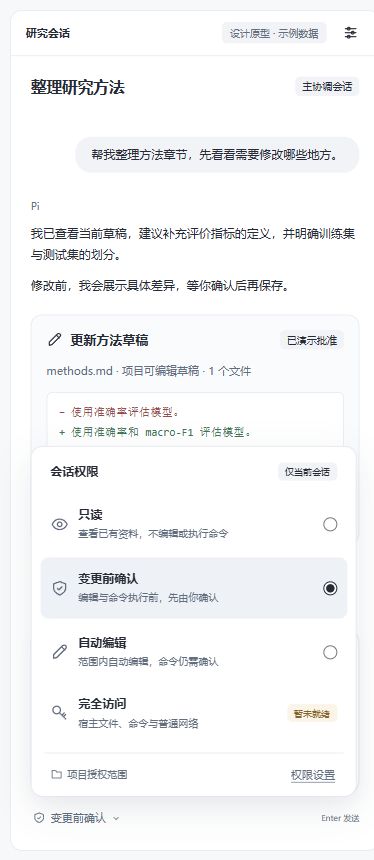 研究会话
设计原型 · 示例数据
整理研究方法
主协调会话
帮我整理方法章节，先看看需要修改哪些地方。
Pi
我已查看当前草稿，建议补充评价指标的定义，并明确训练集
与测试集的划分。
修改前，我会展示具体差异，等你确认后再保存。
更新方法草稿
已演示批准
methods.md · 项目可编辑草稿 · 1 个文件
- 使用准确率评估模型。
+ 使用准确率和 macro-F1 评估模型。
会话权限
仅当前会话
只读
查看已有资料，不编辑或执行命令
变更前确认
编辑与命令执行前，先由你确认
自动编辑
范围内自动编辑，命令仍需确认
完全访问
宿主文件、命令与普通网络
暂未就绪
项目授权范围
权限设置
变更前确认
Enter 发送